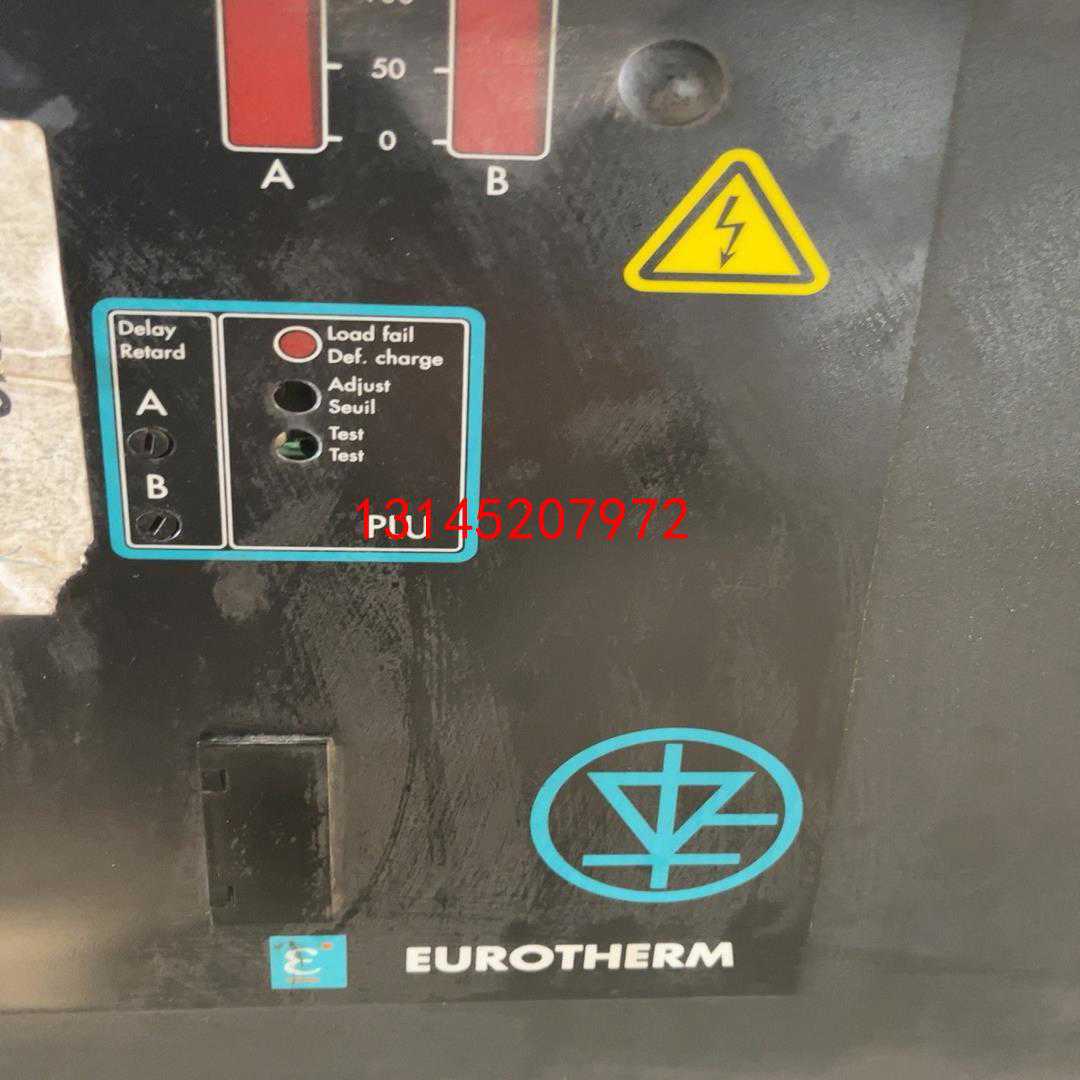 50
0
A
B
Delay
Retard
A
B
Load fail
Def. charge
Adjust
Seuil
Test
Test
PLU
13145207972
EUROTHERM